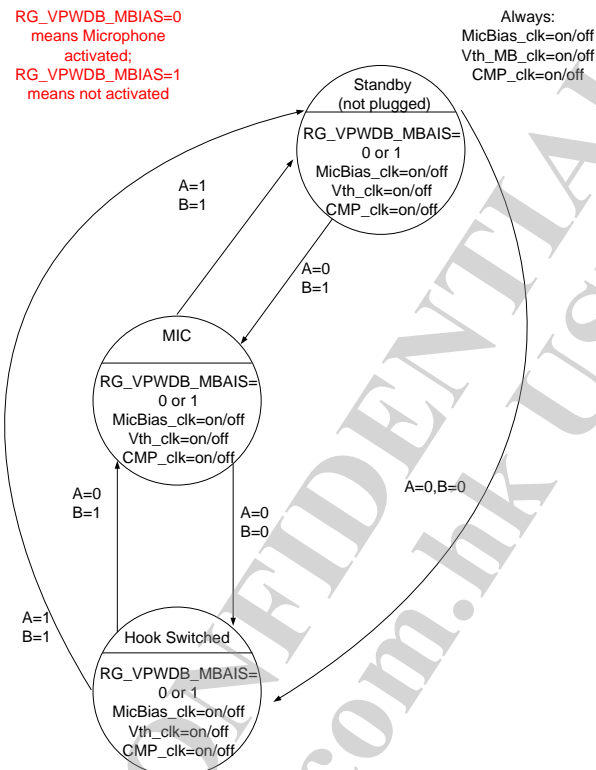 RG_VPWDB_MBIAS=0
means Microphone
activated;
RG_VPWDB_MBIAS=1
means not activated
Always:
MicBias_clk=on/off
Vth_MB_clk=on/off
CMP_clk=on/off
Standby
(not plugged)
RG_VPWDB_MBAIS=
0 or 1
MicBias_clk=on/off
Vth_clk=on/off
CMP_clk=on/off
A=1
B=1
A=0
B=1
MIC
RG_VPWDB_MBAIS=
0 or 1
MicBias_clk=on/off
Vth_clk=on/off
CMP_clk=on/off
A=0
B=1
A=0
B=0
A=0,B=0
A=1
B=1
Hook Switched
RG_VPWDB_MBAIS=
0 or 1
MicBias_clk=on/off
Vth_clk=on/off
CMP_clk=on/off
ONFIDENTIAL
com.hk US